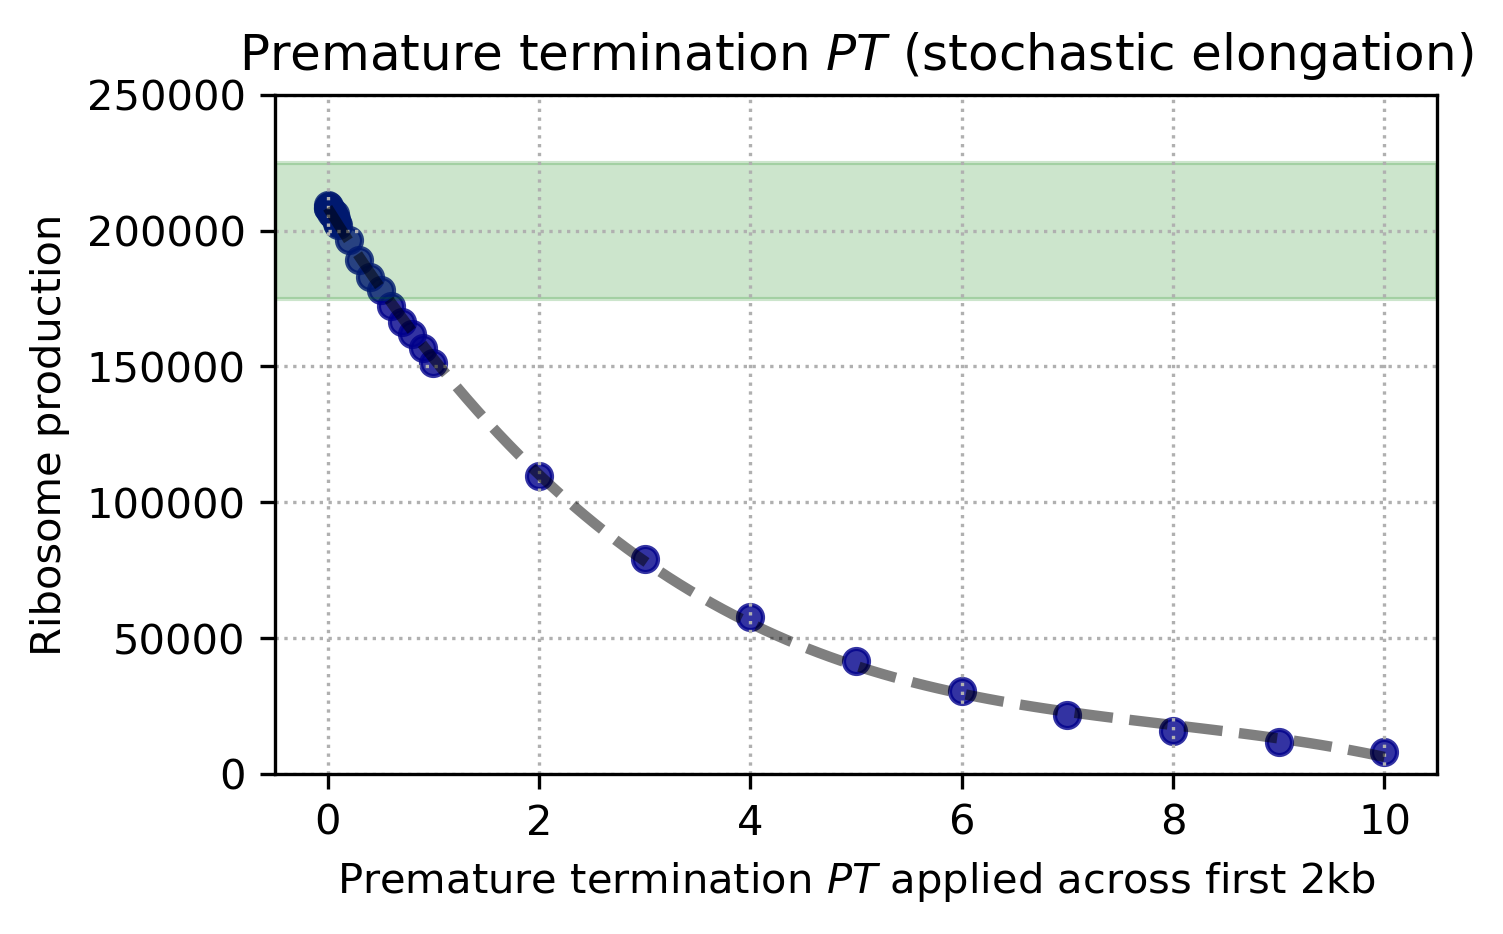 Premature termination PT (stochastic elongation)
250000
200000
150000
100000
50000
0
Ribosome production
0 2 4 6 8 10
Premature termination PT applied across first 2kb